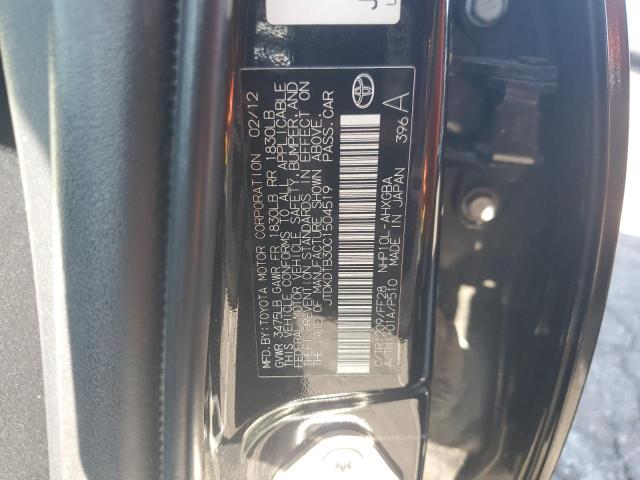 MFD.BY:TOYOTA MOTOR CORPORATION 02/12
GVWR 3475LB GAWR FR 1830LB RR 1830LB
THIS VEHICLE CONFORMS TO ALL APPLICABLE
FEDERAL MOTOR VEHICLE SAFETY, BUMPER, AND
THEFT PREVENTION STANDARDS IN EFFECT ON
THE DATE OF MANUFACTURE SHOWN ABOVE.
JTDKDTB30C1504519 PASS.CAR
C/TR: 209/FF28 NHP10L-AHXGBA
A/TM: -01A/P510 MADE IN JAPAN 396 A